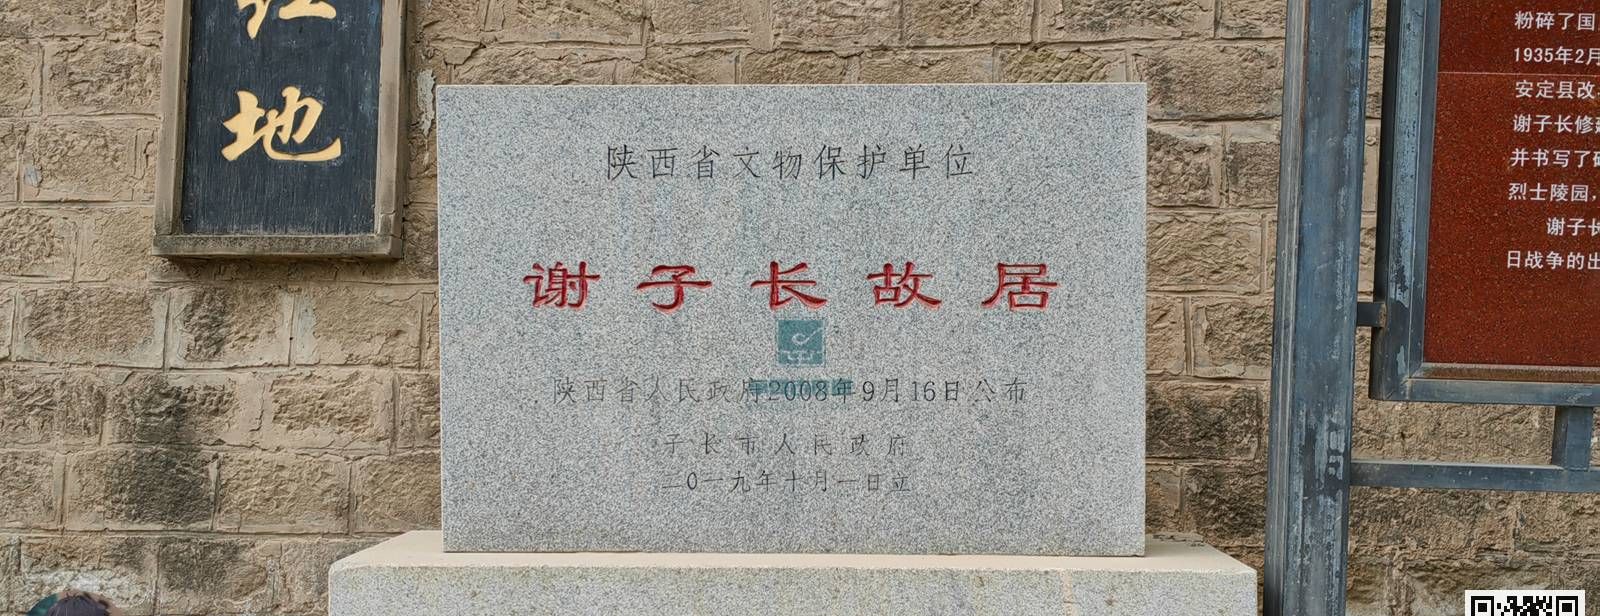 地
陕西省文物保护单位
谢子长故居
陕西省人民政府2008年9月16日公布
子长市人民政府
二0一九年十月一日立
粉碎了国
1935年2月
安定县改
谢子长修
并书写了
烈士陵园，
谢子长
日战争的出